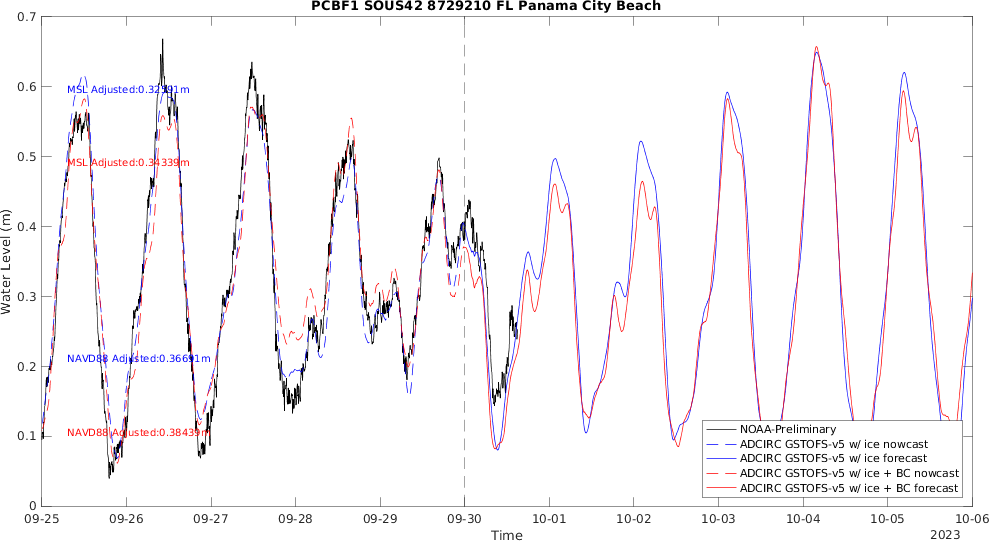 PCBF1 SOUS42 8729210 FL Panama City Beach
0.7
0.6
0.5
0.4
0.3
0.2
0.1
0
Water Level (m)
MSL Adjusted:0.32591m
MSL Adjusted:0.34339m
NAVD88 Adjusted:0.36691m
NAVD88 Adjusted:0.38439m
NOAA-Preliminary
ADCIRC GSTOFS-v5 w/ ice nowcast
ADCIRC GSTOFS-v5 w/ ice forecast
ADCIRC GSTOFS-v5 w/ ice + BC nowcast
ADCIRC GSTOFS-v5 w/ ice + BC forecast
09-25 09-26 09-27 09-28 09-29 09-30 10-01 10-02 10-03 10-04 10-05 10-06
Time
2023